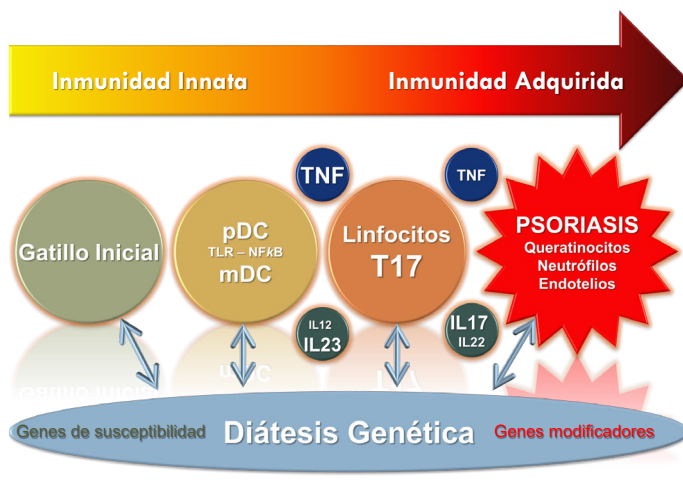 Inmunidad Innata
Inmunidad Adquirida
TNF
TNF
Gatillo Inicial
pDC
TLR – NFkB
mDC
Linfocitos
T17
PSORIASIS
Queratinocitos
Neutrófilos
Endotelios
IL12
IL23
IL17
IL22
Genes de susceptibilidad
Diátesis Genética
Genes modificadores